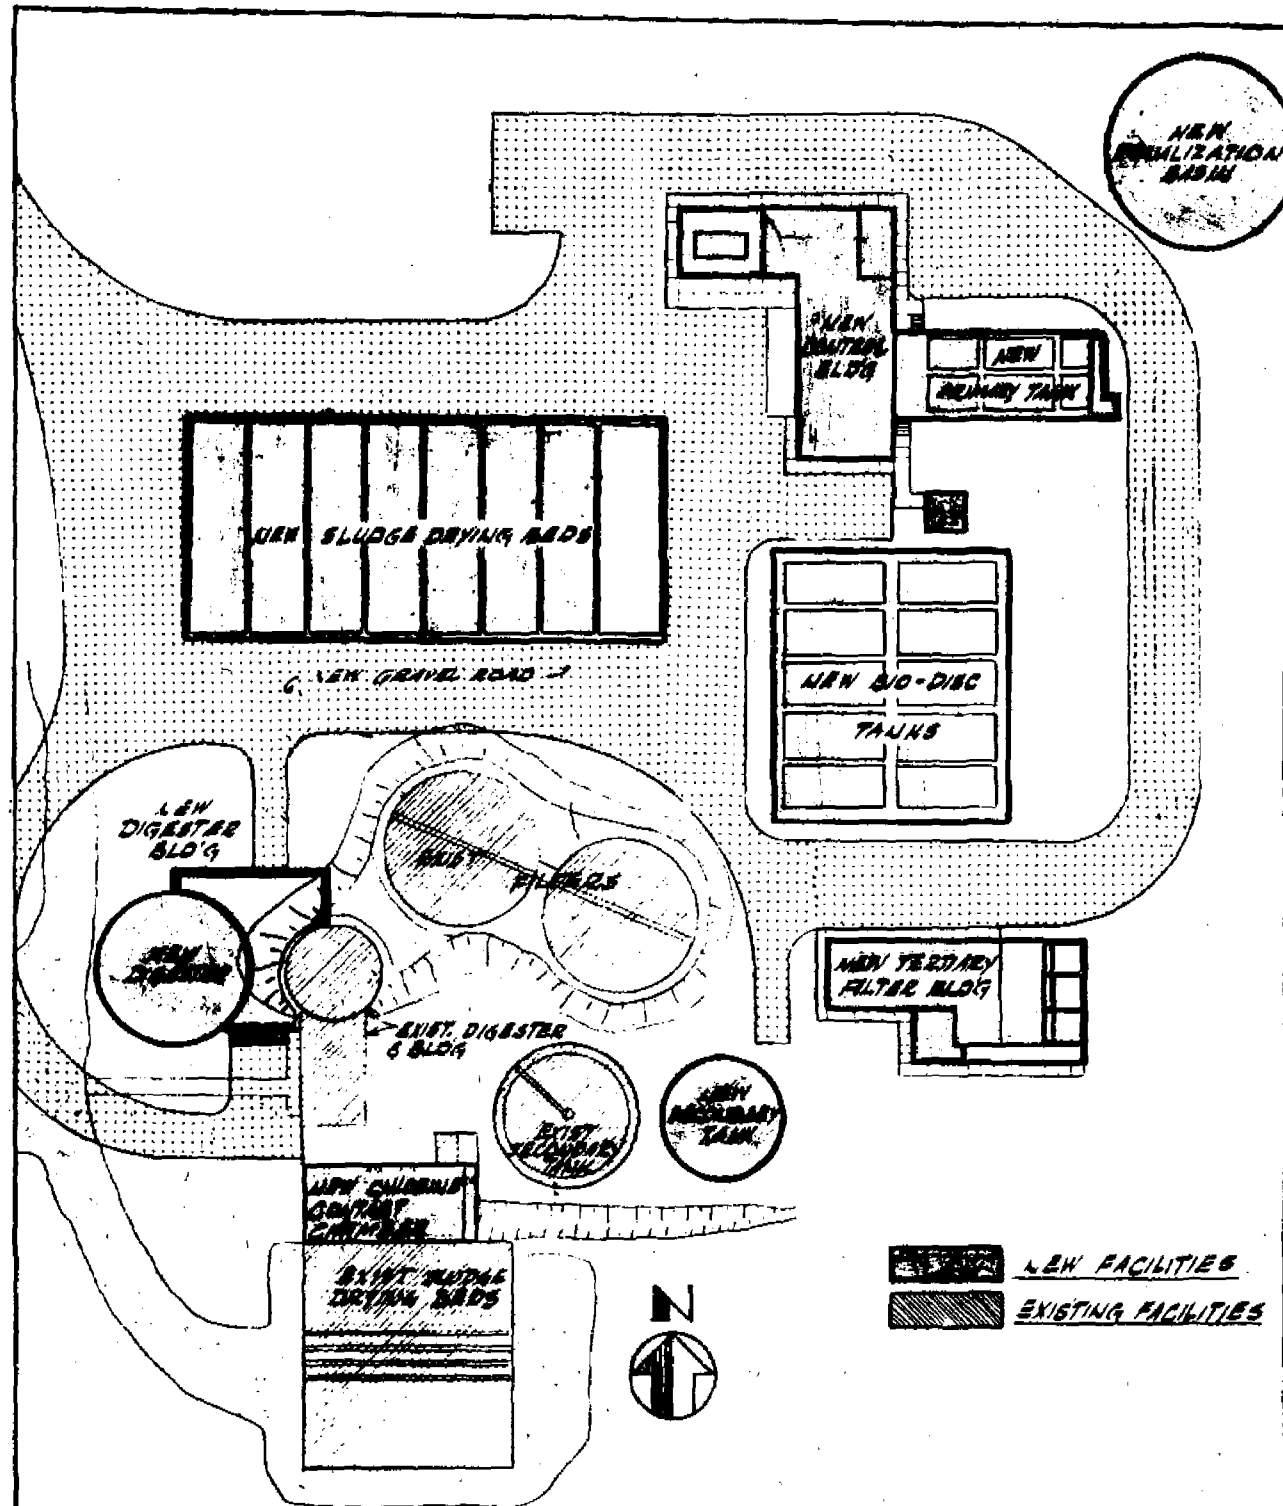 NEW
EQUALIZATION
BASIN
NEW
CONTROL
BLDG
NEW
PRIMARY TANK
NEW SLUDGE DRYING BEDS
NEW GRAVEL ROAD
NEW BIO-DISC
TANKS
NEW
DIGESTER
BLD'G
EXIST
FILTERS
NEW
DIGESTER
NEW TERTIARY
FILTER BLDG
EXIST. DIGESTER
& BLDG
EXIST
SECONDARY
TANK
NEW
SECONDARY
TANK
NEW CHLORINE
CONTACT
CHAMBER
EXIST SLUDGE
DRYING BEDS
NEW FACILITIES
EXISTING FACILITIES
N